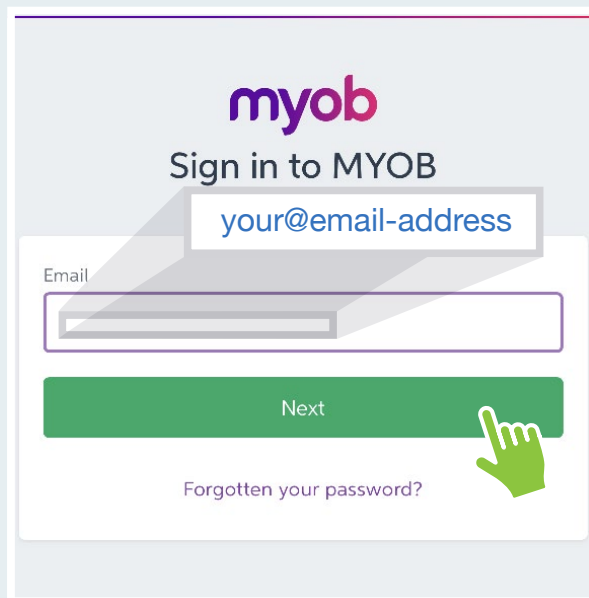 myob
Sign in to MYOB
your@email-address
Email
Next
Forgotten your password?